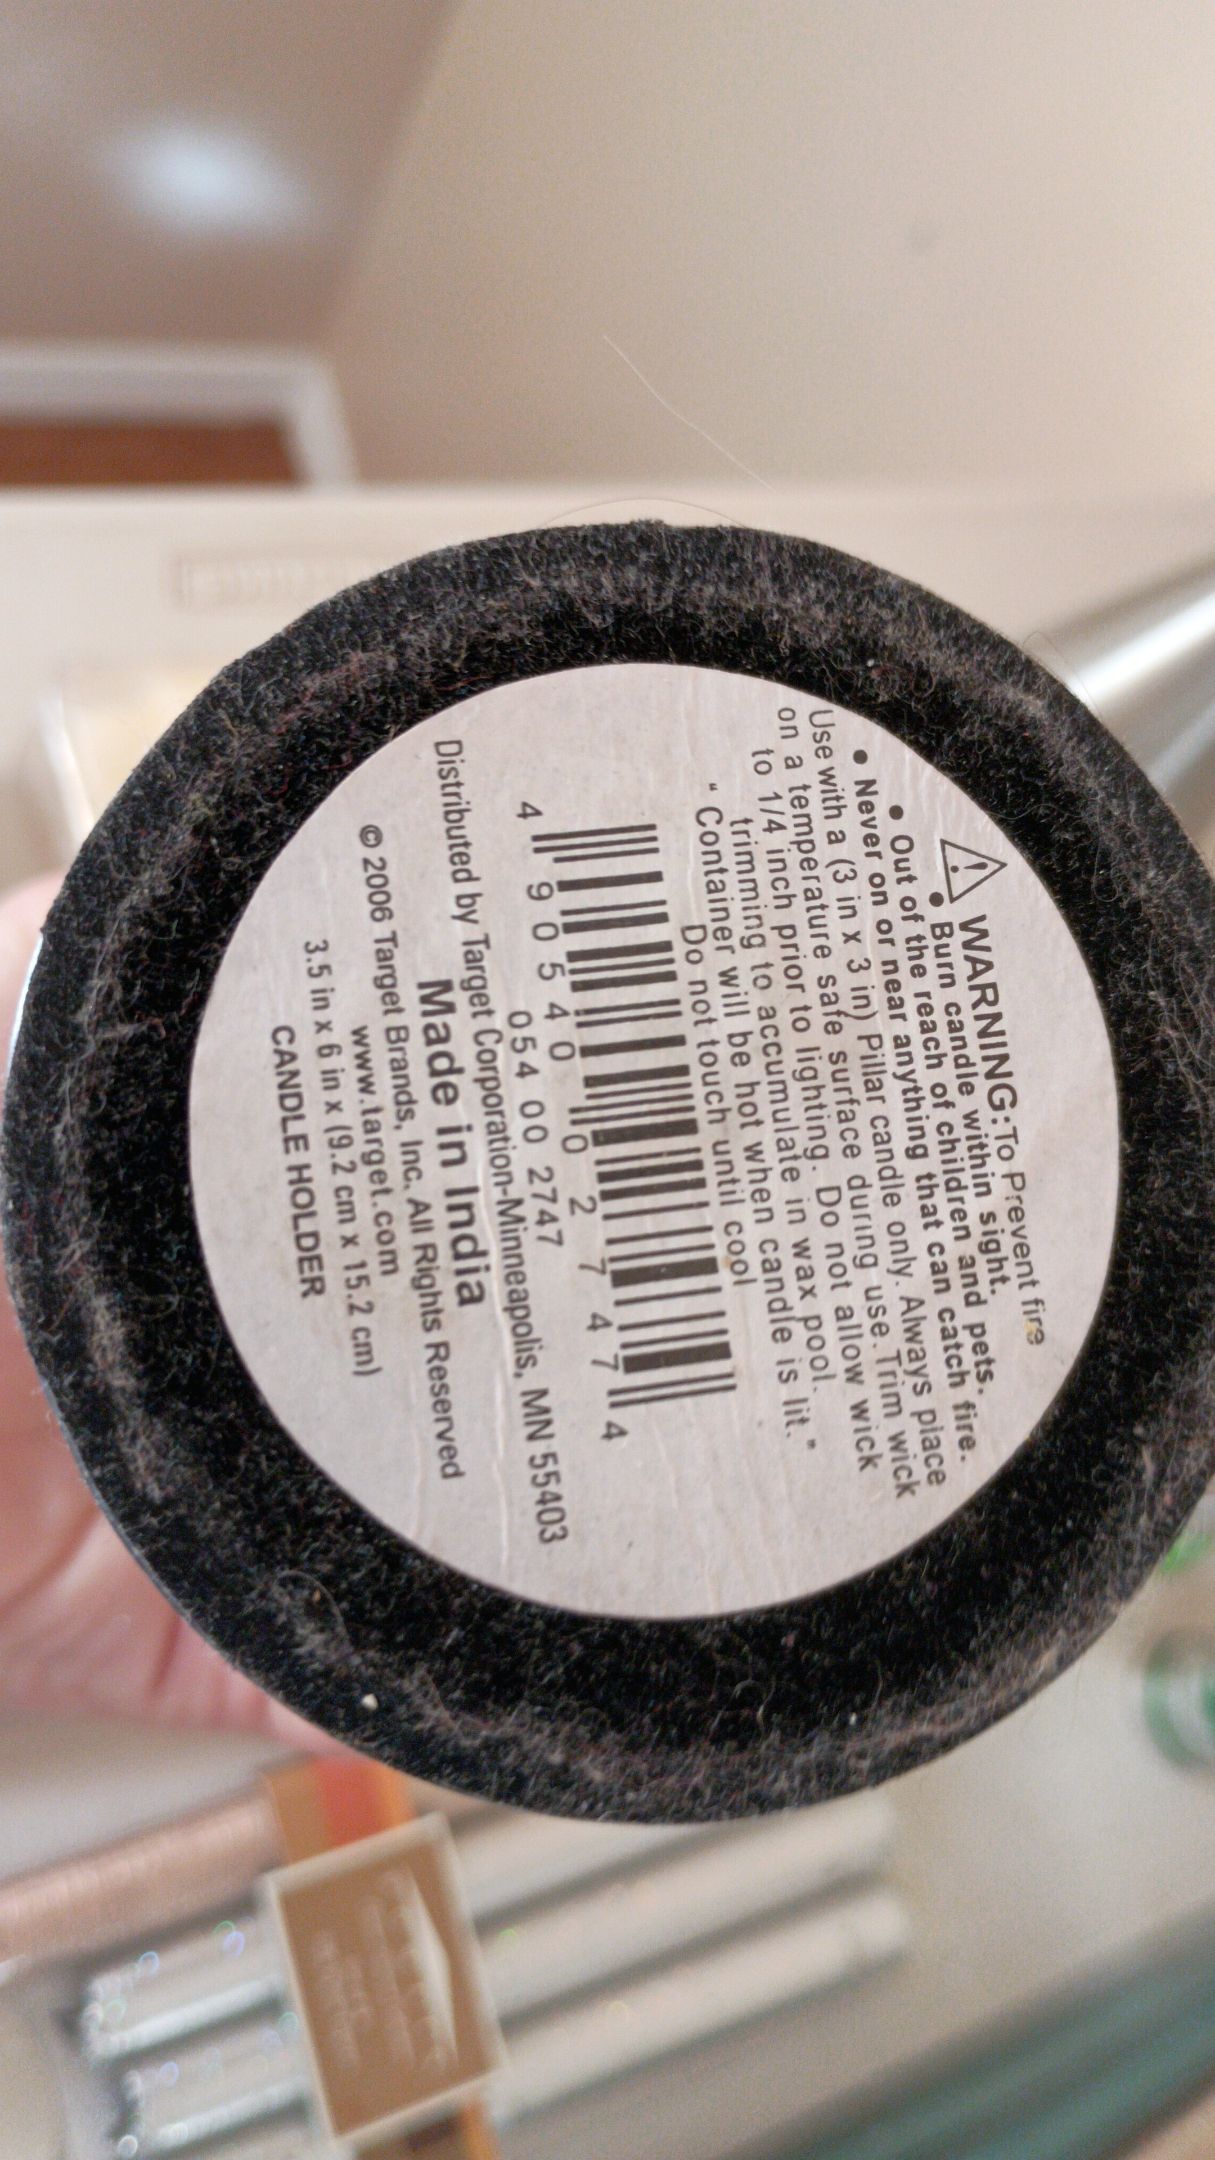 WARNING:To Prevent fire
• Burn candle within sight.
• Out of the reach of children and pets.
• Never on or near anything that can catch fire.
Use with a (3 in x 3 in) Pillar candle only. Always place
on a temperature safe surface during use. Trim wick
to 1/4 inch prior to lighting. Do not allow wick
trimming to accumulate in wax pool.
" Container will be hot when candle is lit. "
Do not touch until cool
4 90540 02747 4
054 00 2747
Distributed by Target Corporation-Minneapolis, MN 55403
Made in India
© 2006 Target Brands, Inc. All Rights Reserved
www.target.com
3.5 in x 6 in x (9.2 cm x 15.2 cm)
CANDLE HOLDER